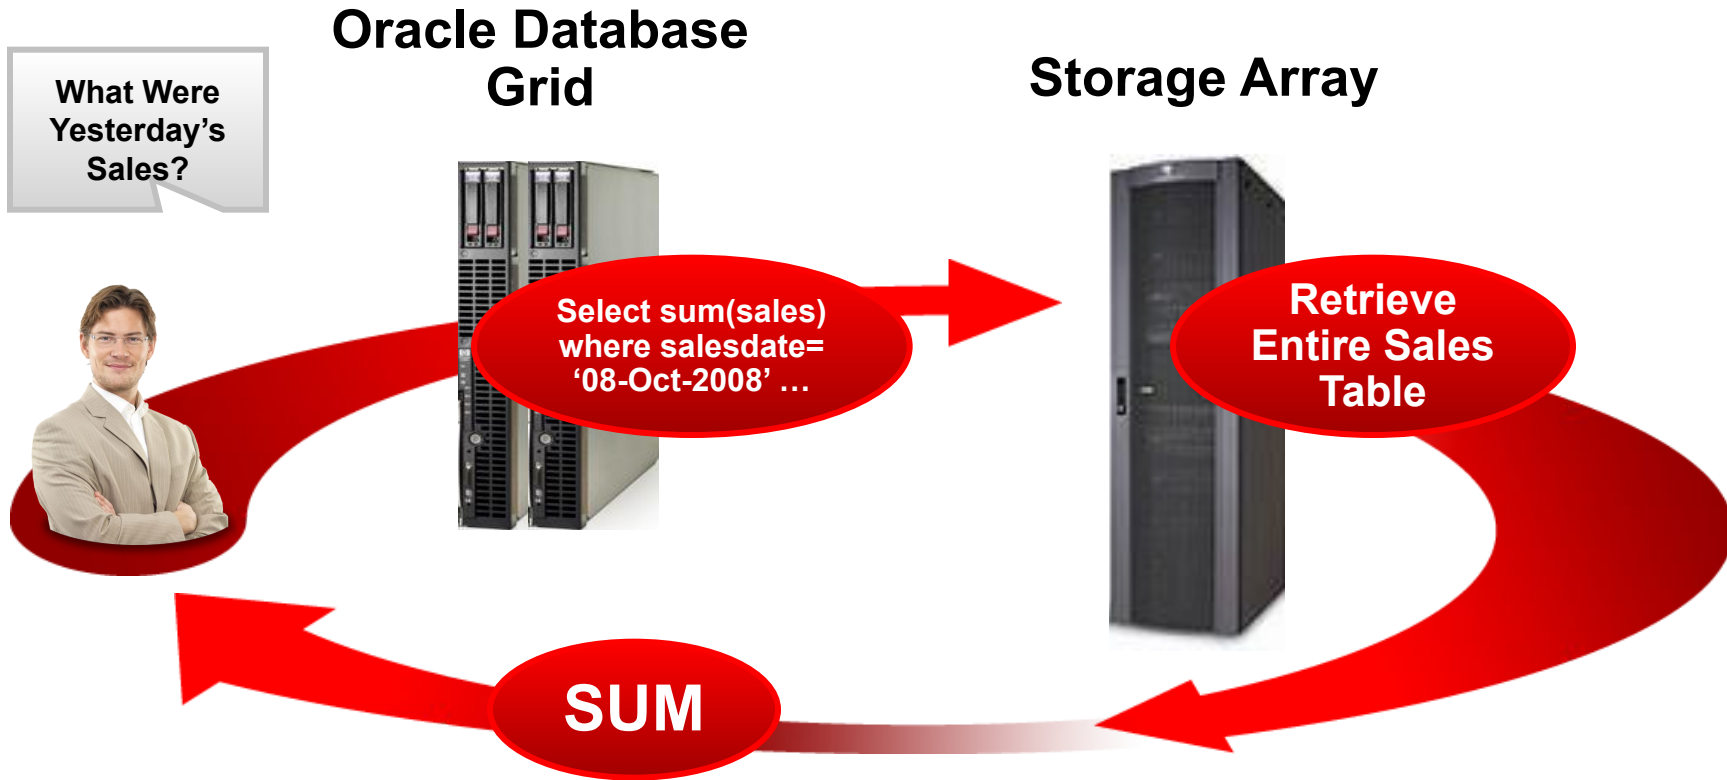 Oracle Database
Grid
Storage Array
What Were
Yesterday’s
Sales?
Select sum(sales)
where salesdate=
‘08-Oct-2008’ …
Retrieve
Entire Sales
Table
SUM